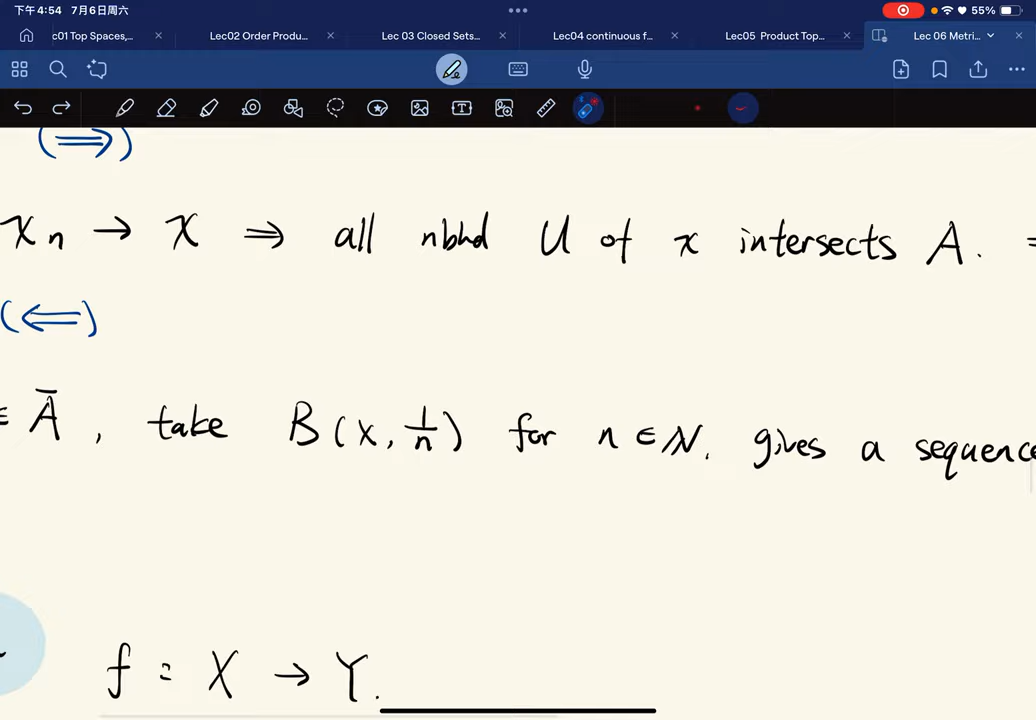 下午4:54 7月6日周六 55%
c01 Top Spaces,... Lec02 Order Produ... Lec 03 Closed Sets... Lec04 continuous f... Lec05 Product Top... Lec 06 Metri...
(⟹)
xₙ → x ⇒ all nbhd U of x intersects A. =
(⟸)
∈ Ā, take B(x, 1/n) for n ∈ ℕ. gives a sequence
f : X → Y.